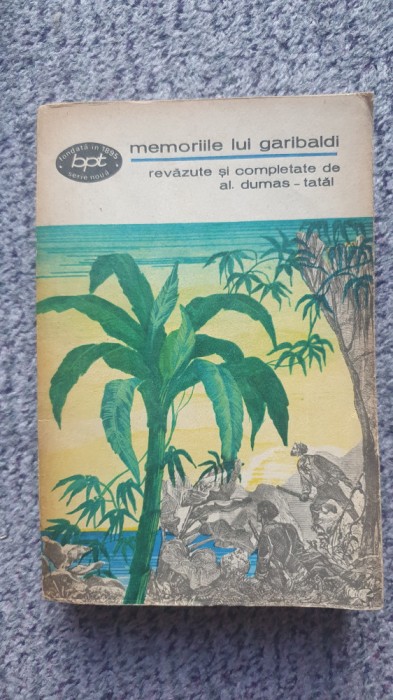 fondată în 1895
bpt
serie nouă
memoriile lui garibaldi
revăzute și completate de
al. dumas - tatăl